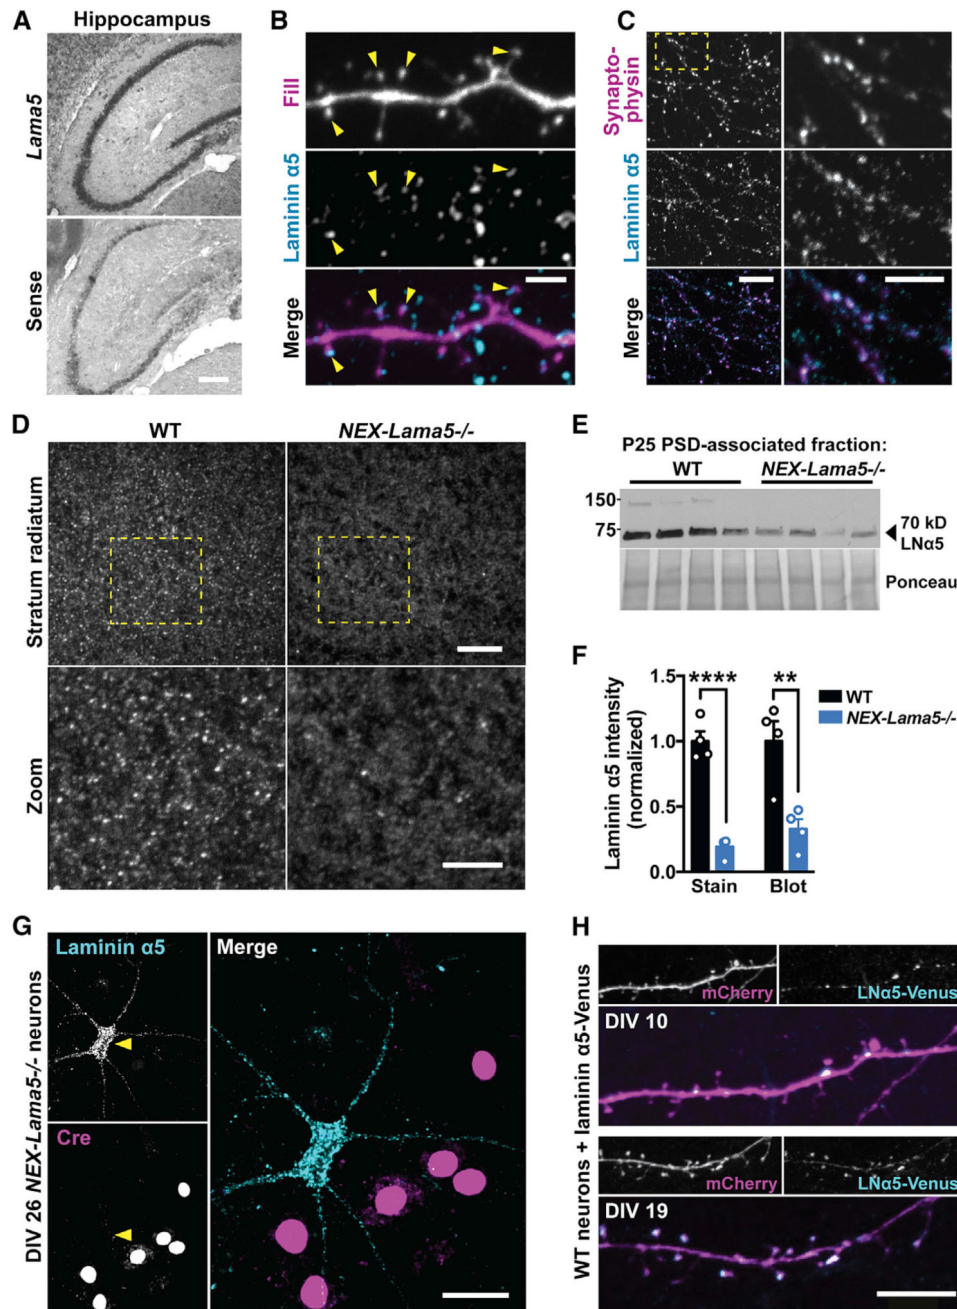 A
Hippocampus
Lama5
Sense
B
Fill
Laminin α5
Merge
C
Synapto-
physin
Laminin α5
Merge
D
WT
NEX-Lama5-/-
Stratum radiatum
Zoom
E
P25 PSD-associated fraction:
WT
NEX-Lama5-/-
150
75
70 kD
LNα5
Ponceau
F
Laminin α5 intensity
(normalized)
1.5
1.0
0.5
0.0
****
**
WT
NEX-Lama5-/-
Stain
Blot
G
DIV 26 NEX-Lama5-/- neurons
Laminin α5
Merge
Cre
H
WT neurons + laminin α5-Venus
mCherry
LNα5-Venus
DIV 10
mCherry
LNα5-Venus
DIV 19